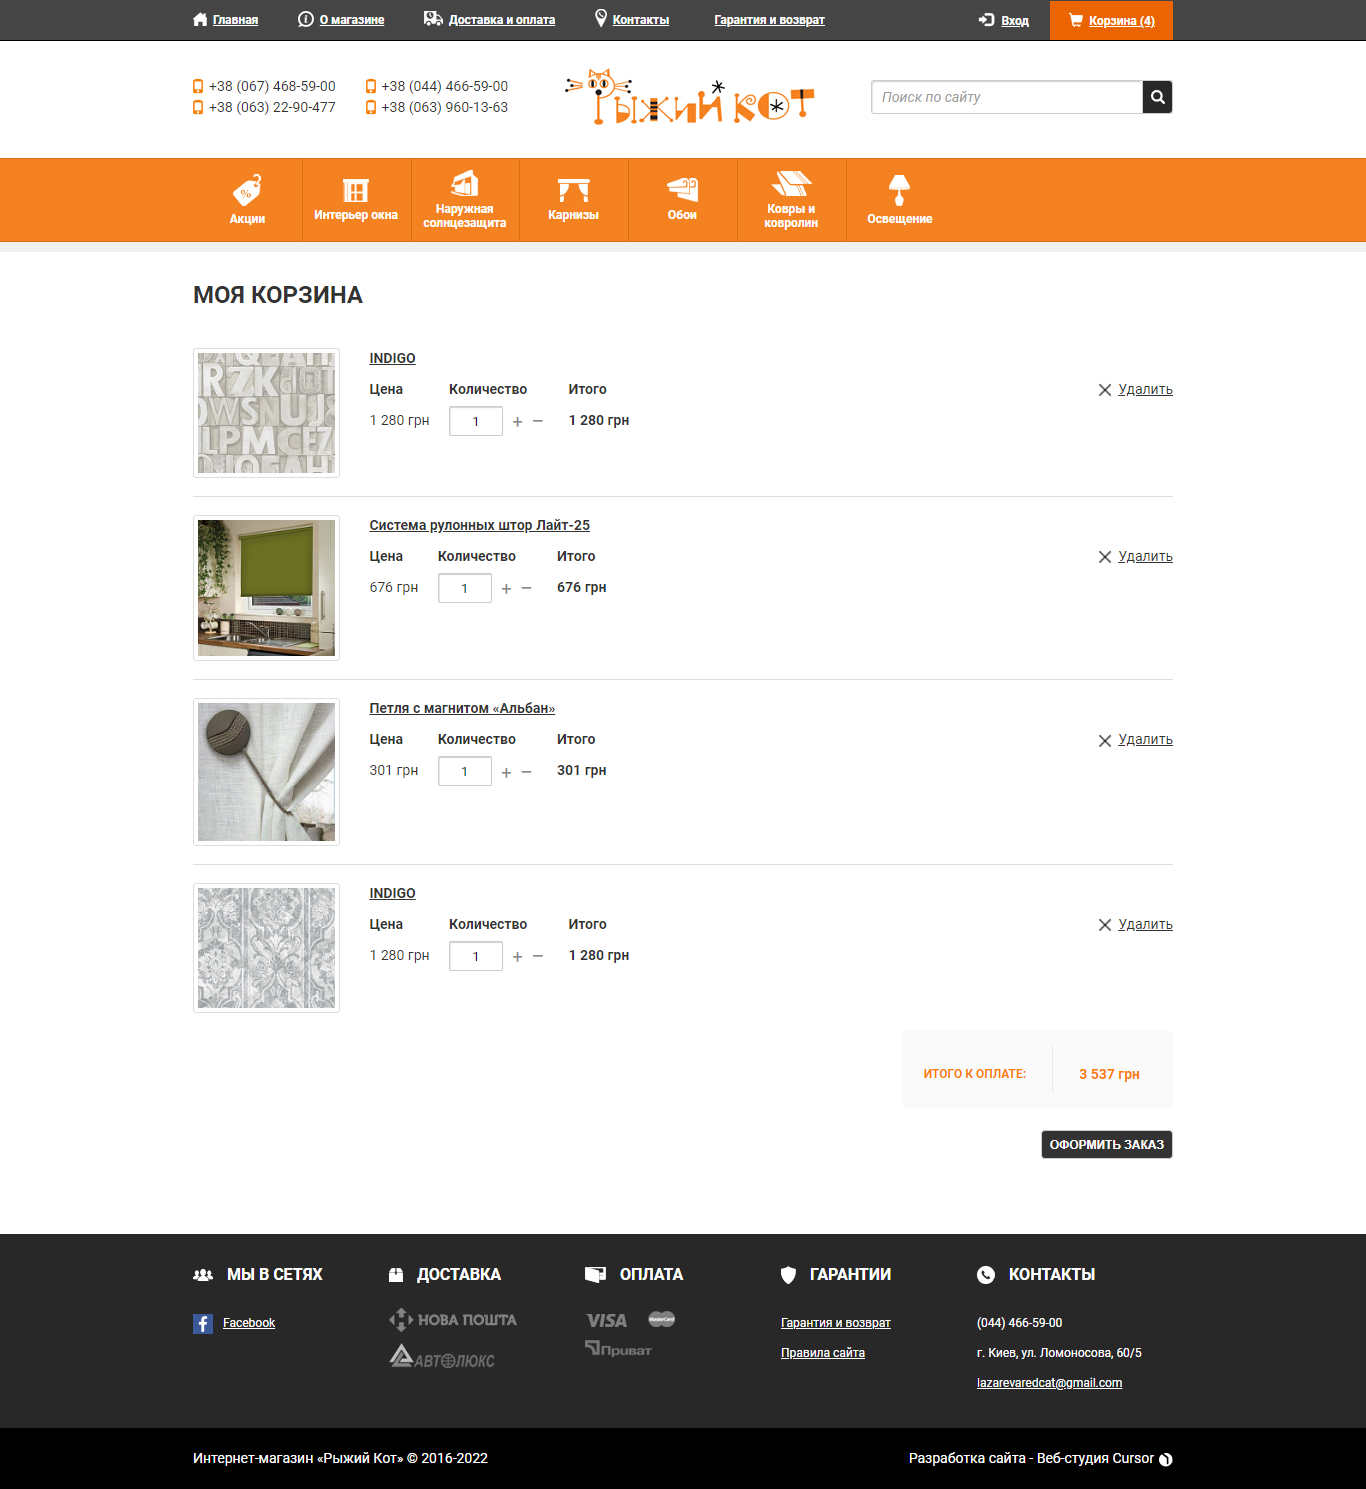 Главная
О магазине
Доставка и оплата
Контакты
Гарантия и возврат
Вход
Корзина (4)
+38 (067) 468-59-00
+38 (044) 466-59-00
+38 (063) 22-90-477
+38 (063) 960-13-63
Рыжий кот
Поиск по сайту
%
Акции
Интерьер окна
Наружная
солнцезащита
Карнизы
Обои
Ковры и
ковролин
Освещение
МОЯ КОРЗИНА
RZK
WSNUJ
LPMCEZ
INDIGO
Цена
Количество
Итого
Удалить
1 280 грн
1
+ −
1 280 грн
Система рулонных штор Лайт-25
Цена
Количество
Итого
Удалить
676 грн
1
+ −
676 грн
Петля с магнитом «Альбан»
Цена
Количество
Итого
Удалить
301 грн
1
+ −
301 грн
INDIGO
Цена
Количество
Итого
Удалить
1 280 грн
1
+ −
1 280 грн
ИТОГО К ОПЛАТЕ:
3 537 грн
ОФОРМИТЬ ЗАКАЗ
МЫ В СЕТЯХ
ДОСТАВКА
ОПЛАТА
ГАРАНТИИ
КОНТАКТЫ
f
Facebook
НОВА ПОШТА
АВТОЛЮКС
VISA
MasterCard
Приват
Гарантия и возврат
Правила сайта
(044) 466-59-00
г. Киев, ул. Ломоносова, 60/5
lazarevaredcat@gmail.com
Интернет-магазин «Рыжий Кот» © 2016-2022
Разработка сайта - Веб-студия Cursor